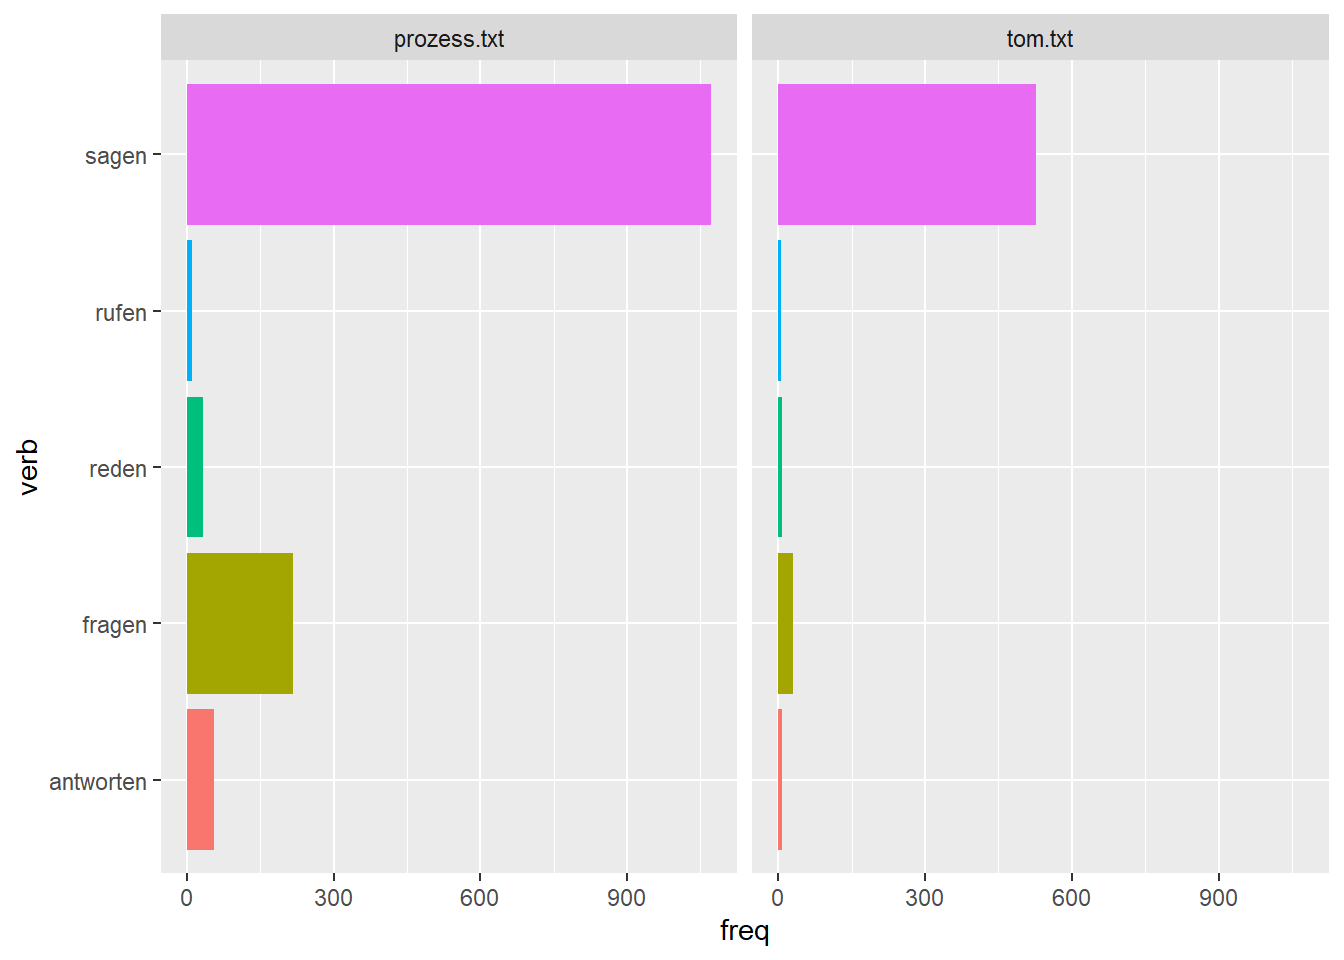 prozess.txt
tom.txt
verb
sagen
rufen
reden
fragen
antworten
0 300 600 900
0 300 600 900
freq